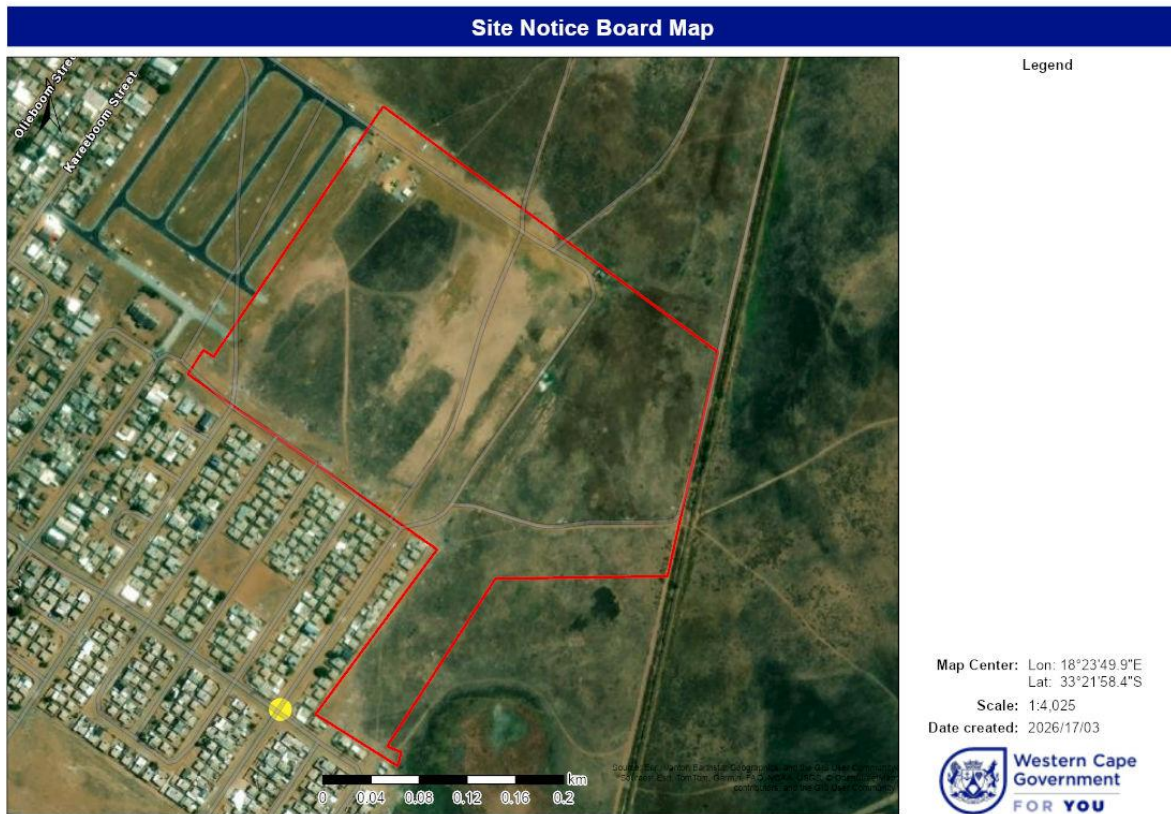 Site Notice Board Map
Legend
Olieboom Street
Kareeboom Street
Map Center: Lon: 18°23'49.9"E
Lat: 33°21'58.4"S
Scale: 1:4,025
Date created: 2026/17/03
km
0 0.04 0.08 0.12 0.16 0.2
Western Cape
Government
FOR YOU